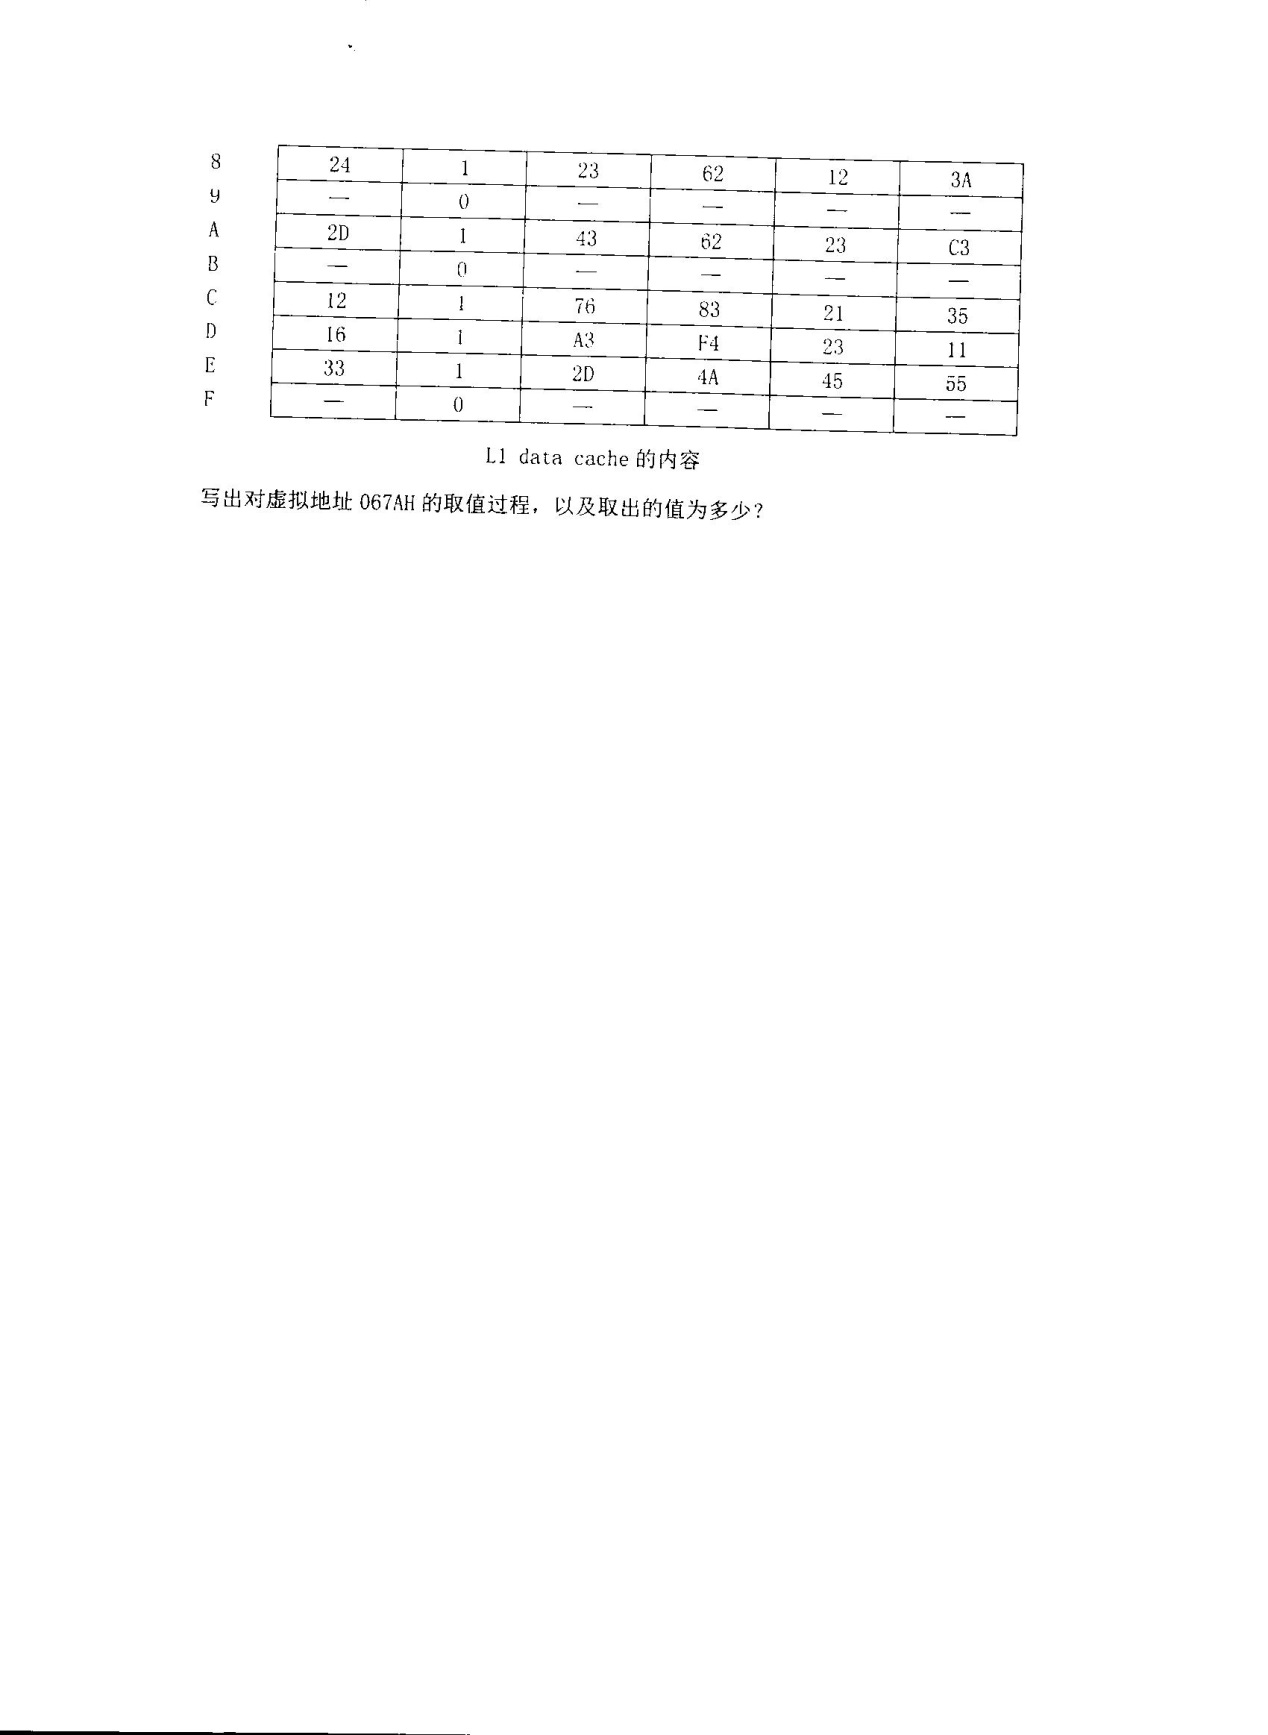 8 24 1 23 62 12 3A
9 — 0 — — — —
A 2D 1 43 62 23 C3
B — 0 — — — —
C 12 1 76 83 21 35
D 16 1 A3 F4 23 11
E 33 1 2D 4A 45 55
F — 0 — — — —
L1 data cache 的内容
写出对虚拟地址 067AH 的取值过程，以及取出的值为多少？